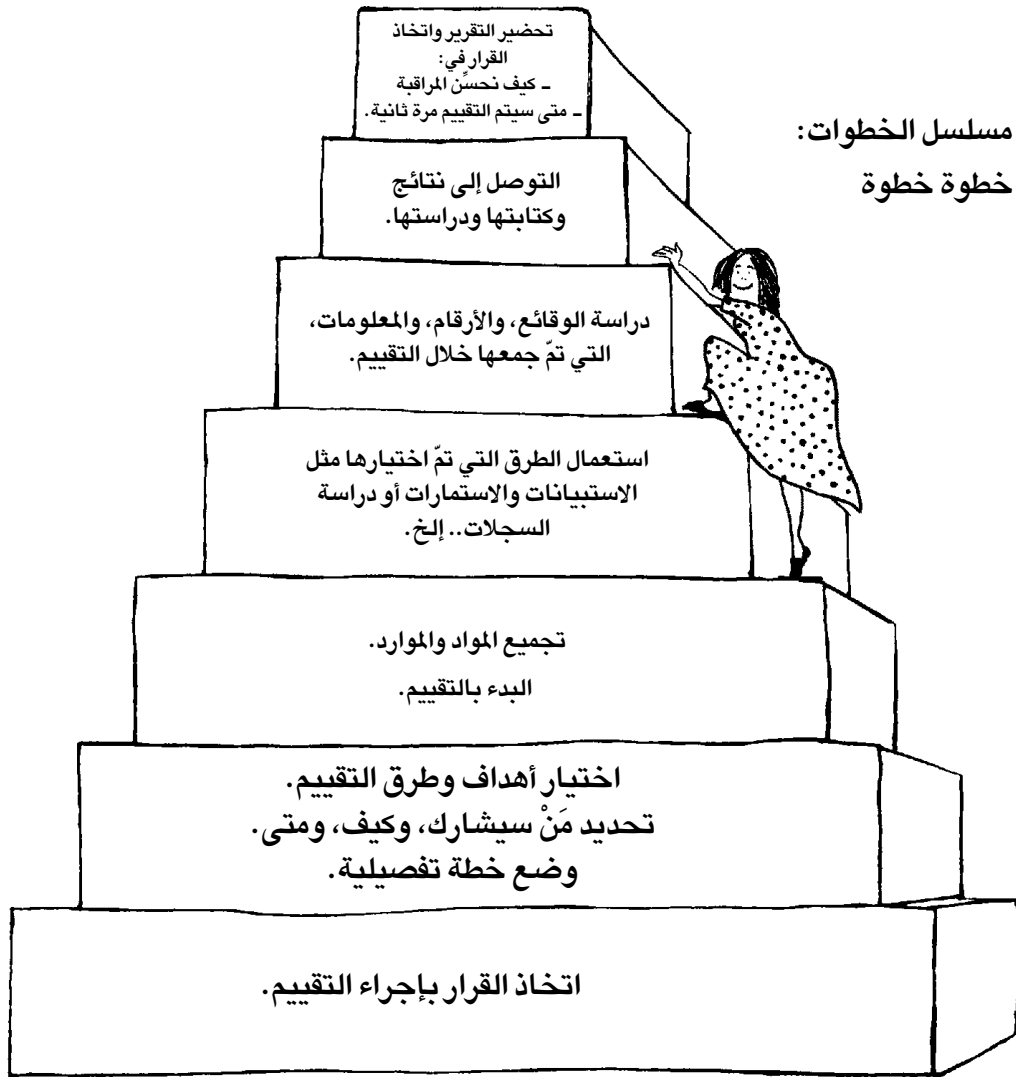 مسلسل الخطوات:
خطوة خطوة
تحضير التقرير واتخاذ
القرار في:
ـ كيف نحسِّن المراقبة
ـ متى سيتم التقييم مرة ثانية.
التوصل إلى نتائج
وكتابتها ودراستها.
دراسة الوقائع، والأرقام، والمعلومات،
التي تمّ جمعها خلال التقييم.
استعمال الطرق التي تمّ اختيارها مثل
الاستبيانات والاستمارات أو دراسة
السجلات.. إلخ.
تجميع المواد والموارد.
البدء بالتقييم.
اختيار أهداف وطرق التقييم.
تحديد مَنْ سيشارك، وكيف، ومتى.
وضع خطة تفصيلية.
اتخاذ القرار بإجراء التقييم.